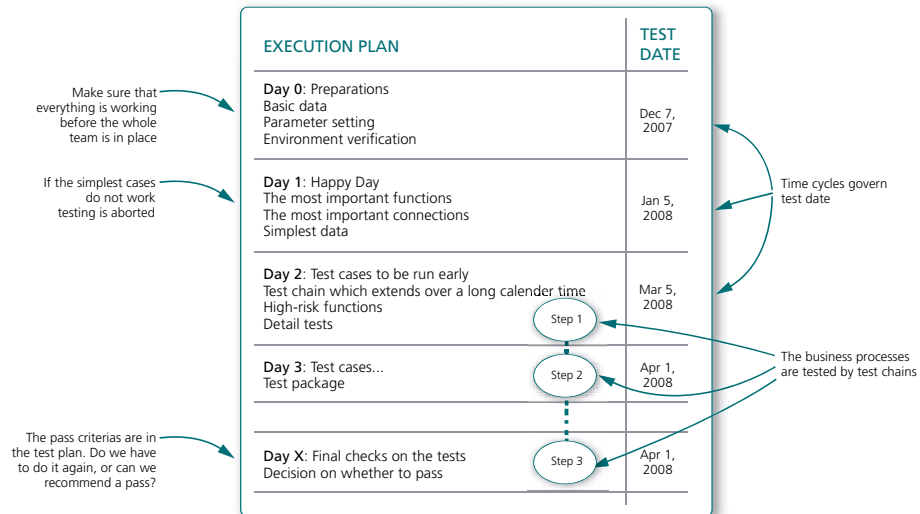 EXECUTION PLAN
TEST
DATE
Make sure that
everything is working
before the whole
team is in place
Day 0: Preparations
Basic data
Parameter setting
Environment verification
Dec 7,
2007
If the simplest cases
do not work
testing is aborted
Day 1: Happy Day
The most important functions
The most important connections
Simplest data
Jan 5,
2008
Time cycles govern
test date
Day 2: Test cases to be run early
Test chain which extends over a long calender time
High-risk functions
Detail tests
Step 1
Mar 5,
2008
Day 3: Test cases...
Test package
Step 2
Apr 1,
2008
The business processes
are tested by test chains
The pass criterias are in
the test plan. Do we have
to do it again, or can we
recommend a pass?
Day X: Final checks on the tests
Decision on whether to pass
Step 3
Apr 1,
2008